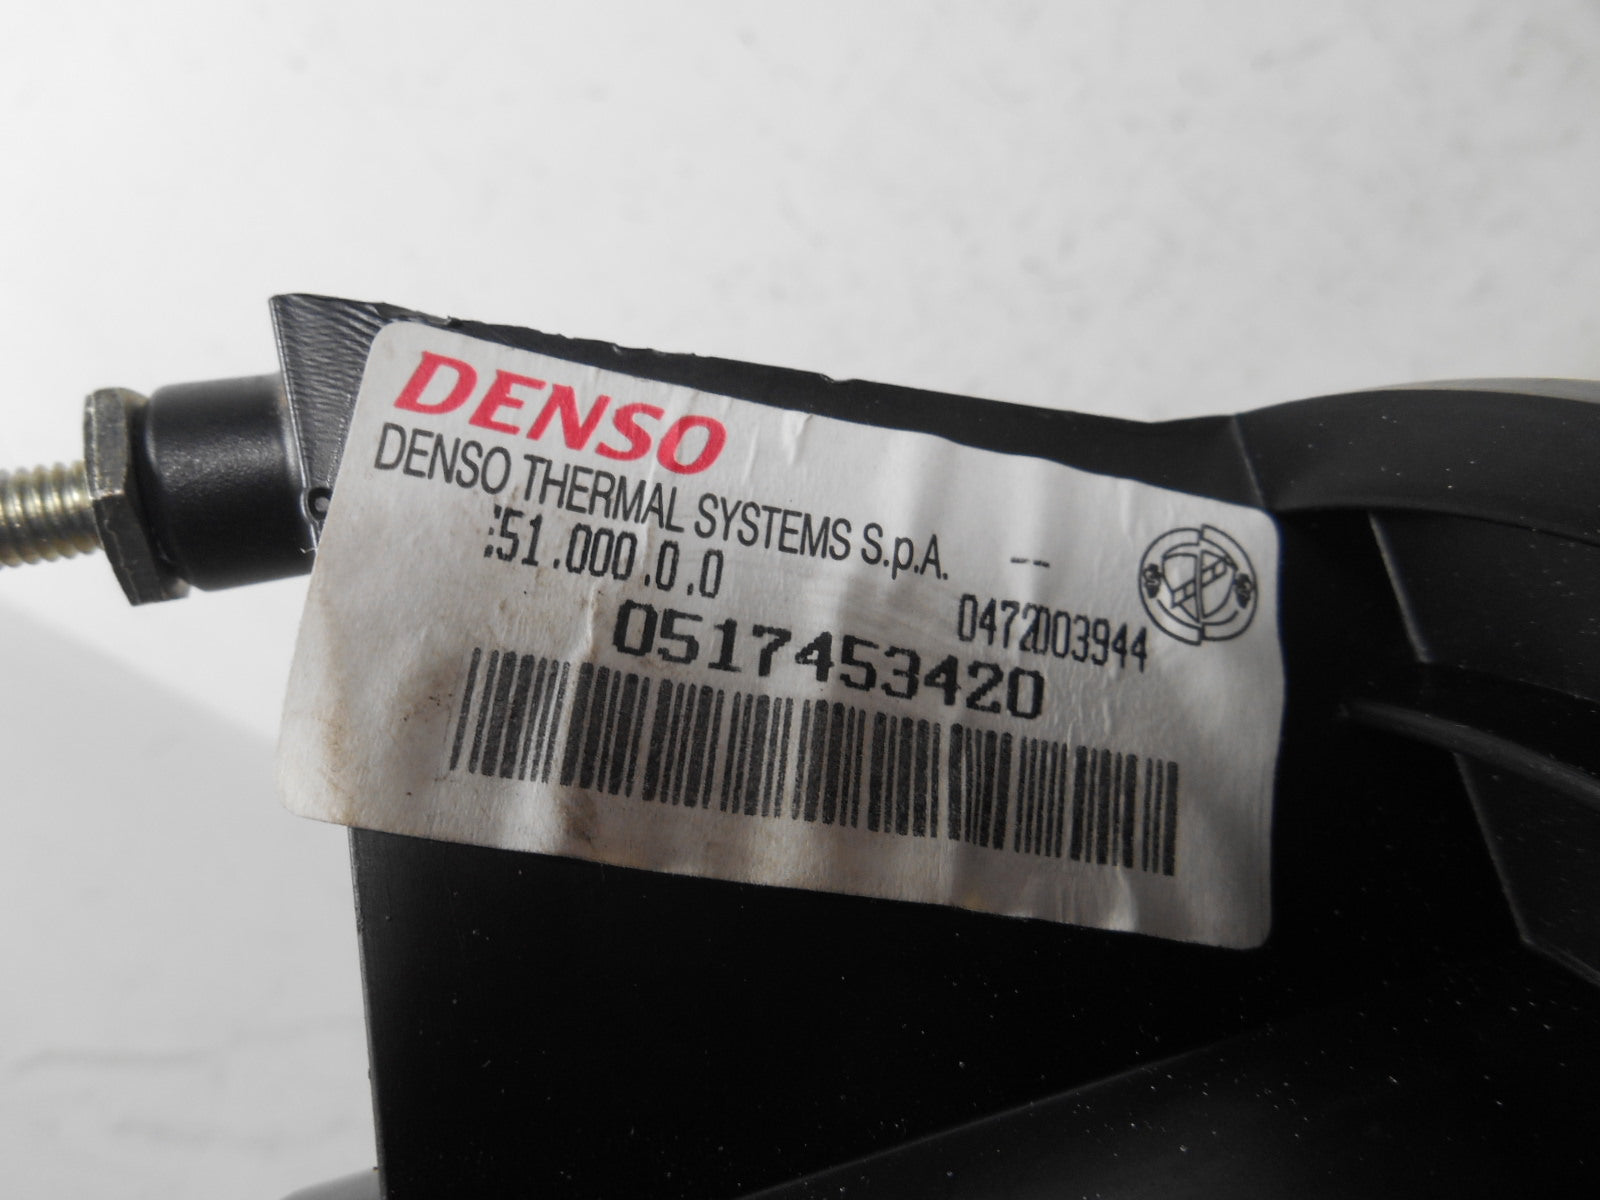 DENSO
DENSO THERMAL SYSTEMS S.p.A.
:51.000.0.0 --
0472003944
0517453420